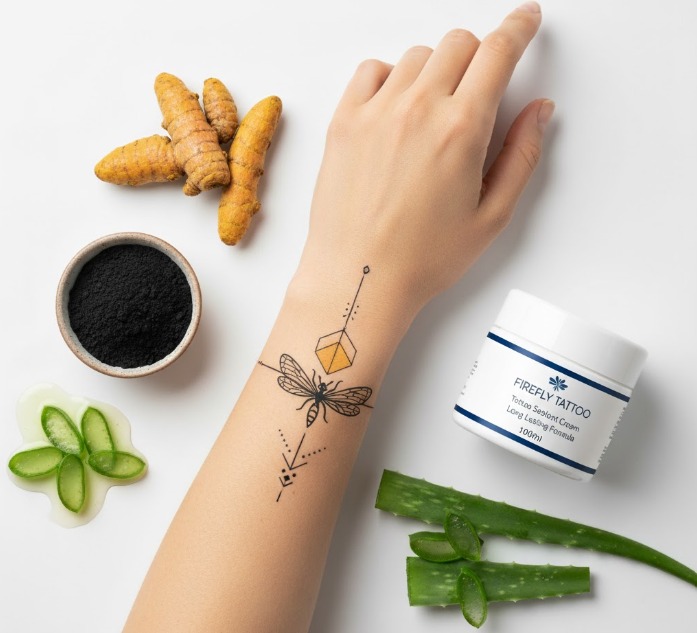 FIREFLY TATTOO
Tattoo Sealant Cream
Long Lasting Formula
100ml